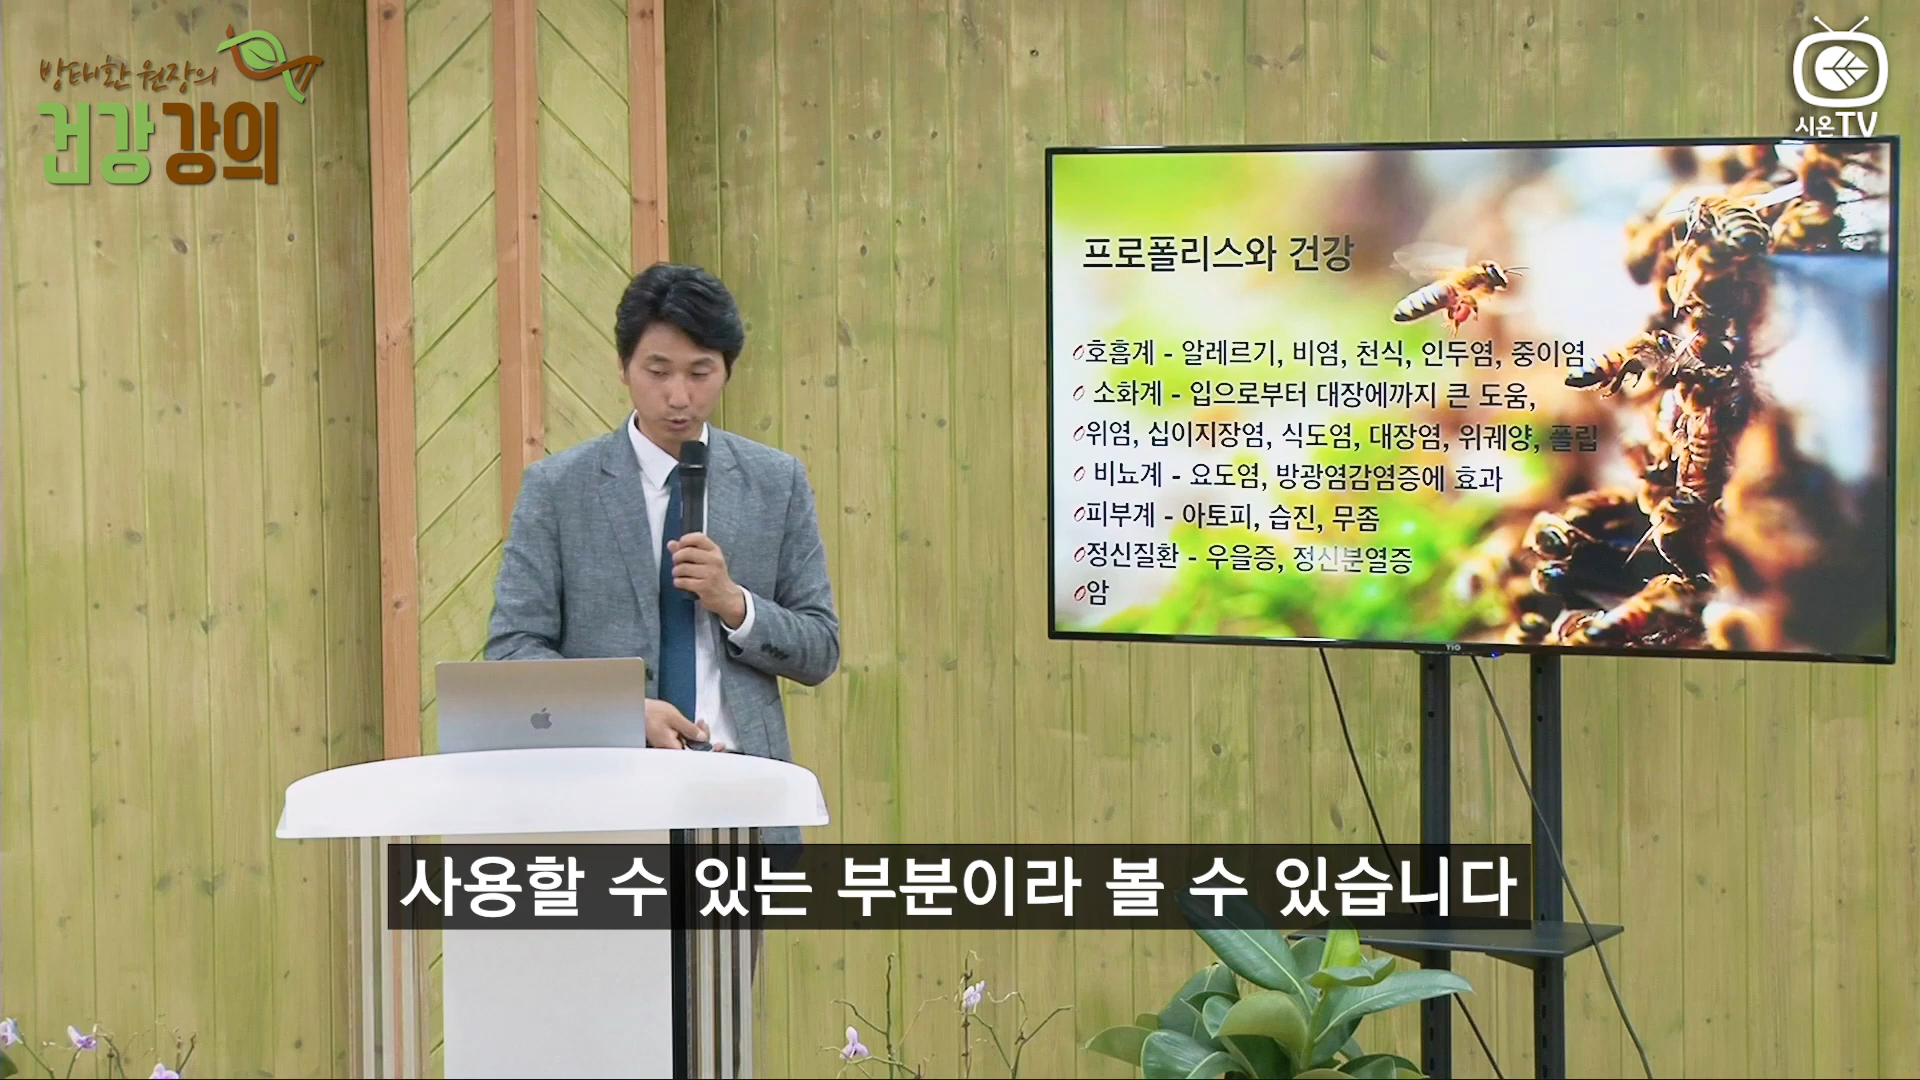 방태환 원장의
건강 강의
시온TV
프로폴리스와 건강
호흡계 - 알레르기, 비염, 천식, 인두염, 중이염
소화계 - 입으로부터 대장에까지 큰 도움,
위염, 십이지장염, 식도염, 대장염, 위궤양, 폴립
비뇨계 - 요도염, 방광염감염증에 효과
피부계 - 아토피, 습진, 무좀
정신질환 - 우울증, 정신분열증
암
TIO
사용할 수 있는 부분이라 볼 수 있습니다